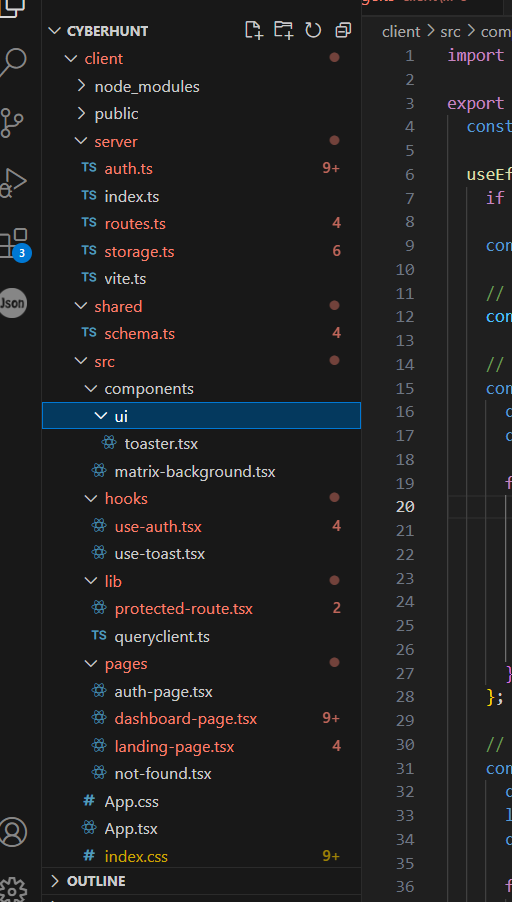 CYBERHUNT
client
node_modules
public
server
TS auth.ts 9+
TS index.ts
TS routes.ts 4
TS storage.ts 6
TS vite.ts
shared
TS schema.ts 4
src
components
ui
toaster.tsx
matrix-background.tsx
hooks
use-auth.tsx 4
use-toast.tsx
lib
protected-route.tsx 2
TS queryclient.ts
pages
auth-page.tsx
dashboard-page.tsx 9+
landing-page.tsx 4
not-found.tsx
# App.css
App.tsx
# index.css 9+
OUTLINE
3
Json
client > src > com
1 import
2
3 export
4 const
5
6 useEf
7 if
8
9 con
10
11 //
12 con
13
14 //
15 con
16 c
17 c
18
19 f
20
21
22
23
24
25
26
27 }
28 };
29
30 //
31 con
32 c
33 l
34 c
35
36 f